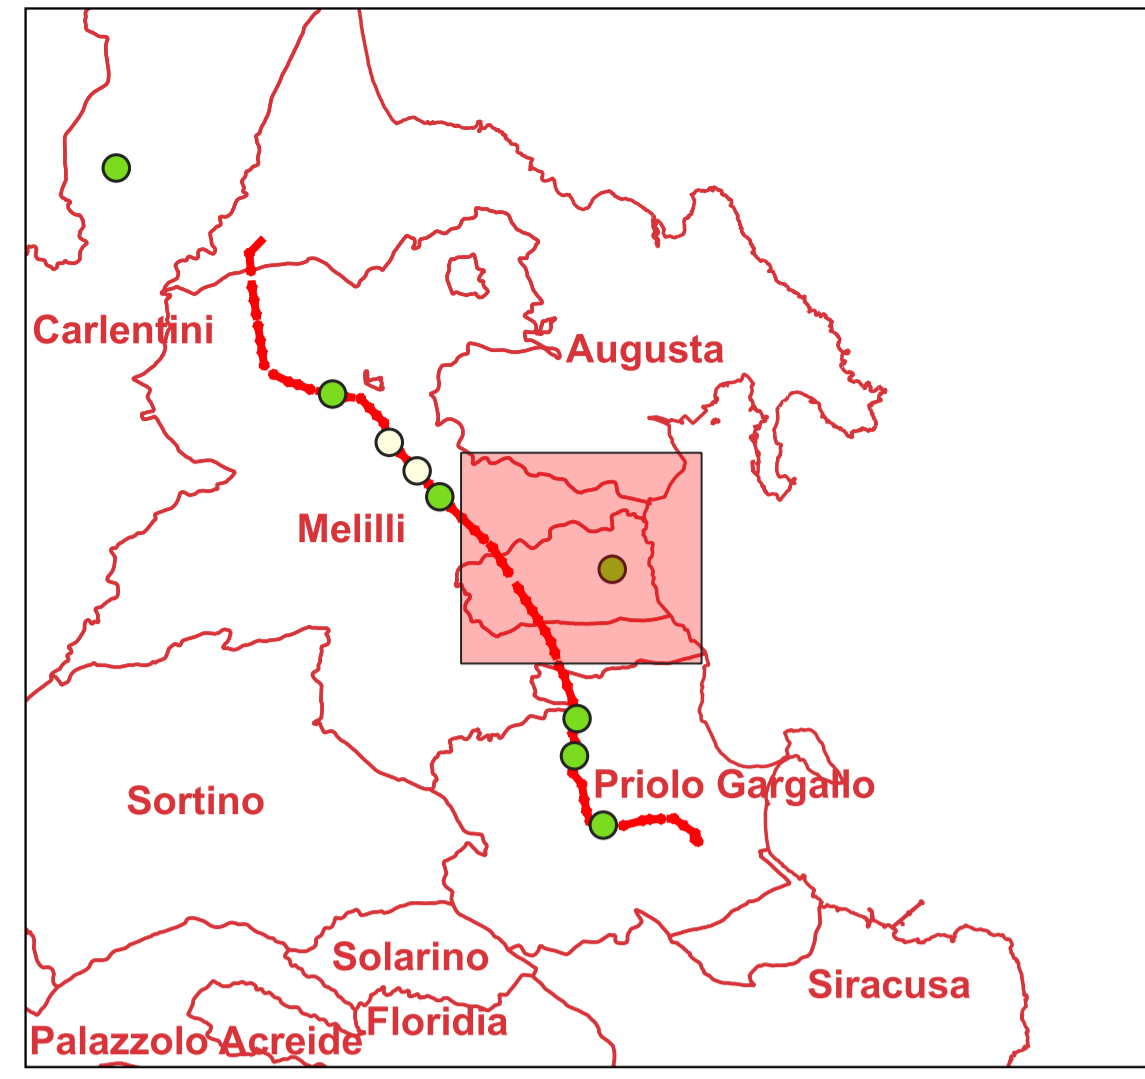 Carlentini
Augusta
Melilli
Priolo Gargallo
Sortino
Solarino
Siracusa
Floridia
Palazzolo Acreide